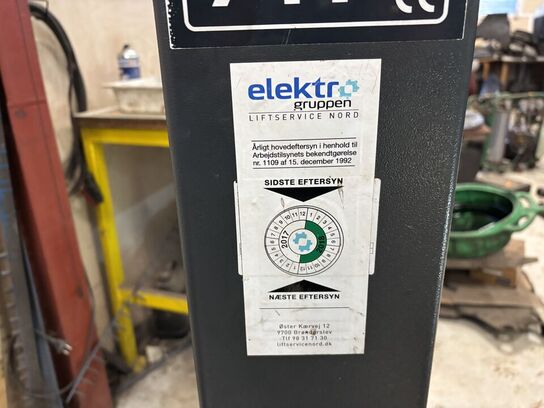 elektro
gruppen
LIFTSERVICE NORD
Årligt hovedeftersyn i henhold til
Arbejdstilsynets bekendtgørelse
nr. 1109 af 15. december 1992
SIDSTE EFTERSYN
2017
NÆSTE EFTERSYN
Øster Kærvej 12
9700 Brønderslev
Tlf 98 31 71 30
liftservicenord.dk